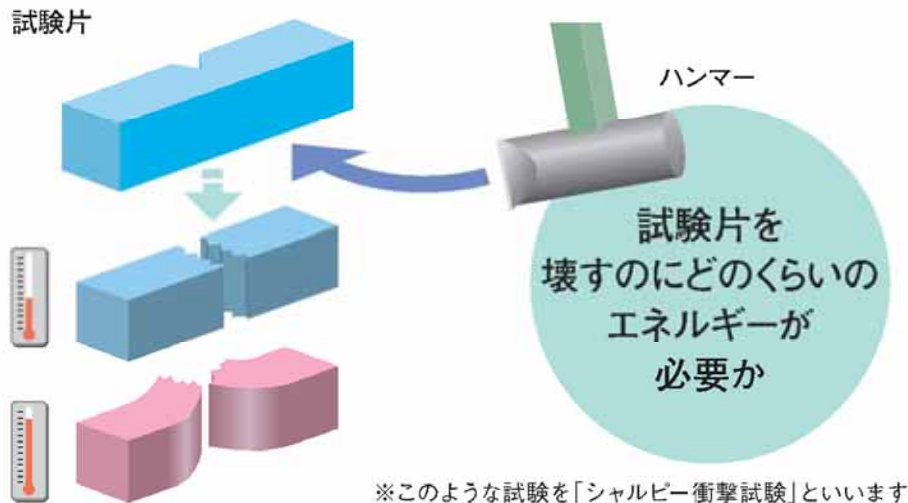 試験片
ハンマー
試験片を
壊すのにどのくらいの
エネルギーが
必要か
※このような試験を「シャルピー衝撃試験」といいます